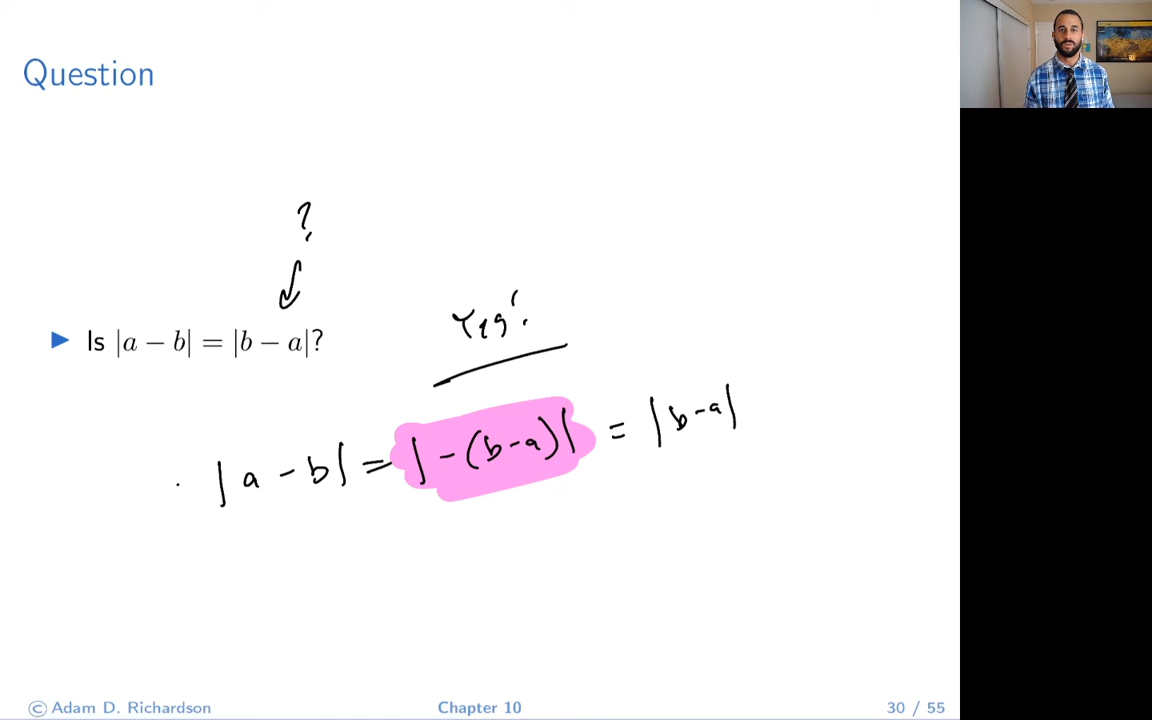 Question
?
Yes!
Is |a − b| = |b − a|?
|a - b| = |-(b-a)| = |b-a|
© Adam D. Richardson
Chapter 10
30 / 55